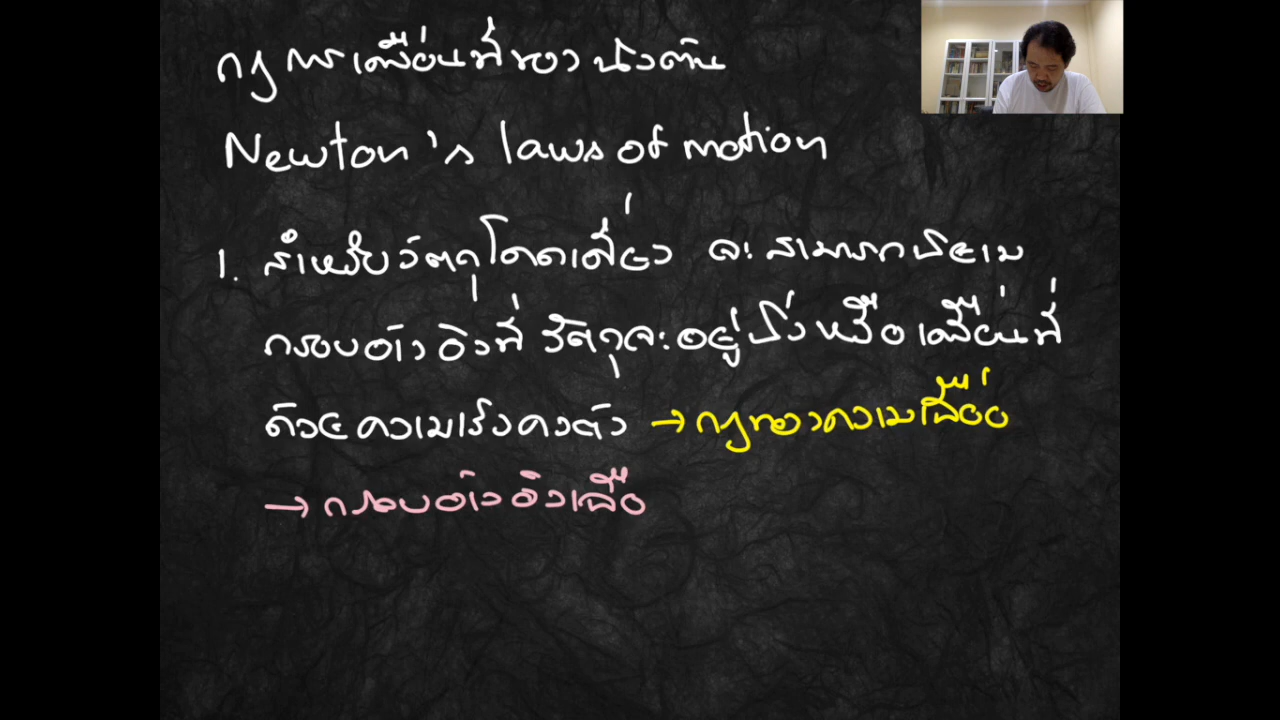 กฎการเคลื่อนที่ของนิวตัน
Newton's laws of motion
1. สำหรับวัตถุโดดเดี่ยว จะสามารถนิยาม
กรอบอ้างอิงที่วัตถุจะอยู่นิ่งหรือเคลื่อนที่
ด้วยความเร็วคงตัว → กฎของความเฉื่อย
→ กรอบอ้างอิงเฉื่อย